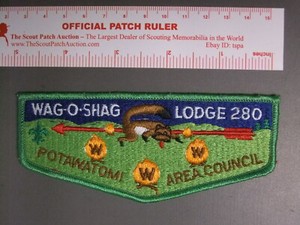 OFFICIAL PATCH RULER
The Scout Patch Auction – The Largest Dealer of Scouting Memorabilia in the World
www.TheScoutPatchAuction.com Ebay ID: tspa
WAG-O-SHAG LODGE 280
W W
W
POTAWATOMI AREA COUNCIL